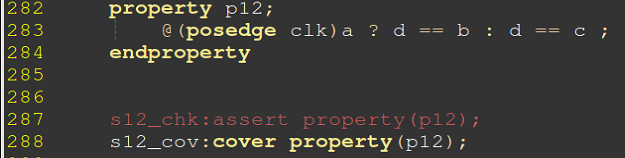 282 property p12;
283 @(posedge clk)a ? d == b : d == c ;
284 endproperty
285
286
287 s12_chk:assert property(p12);
288 s12_cov:cover property(p12);